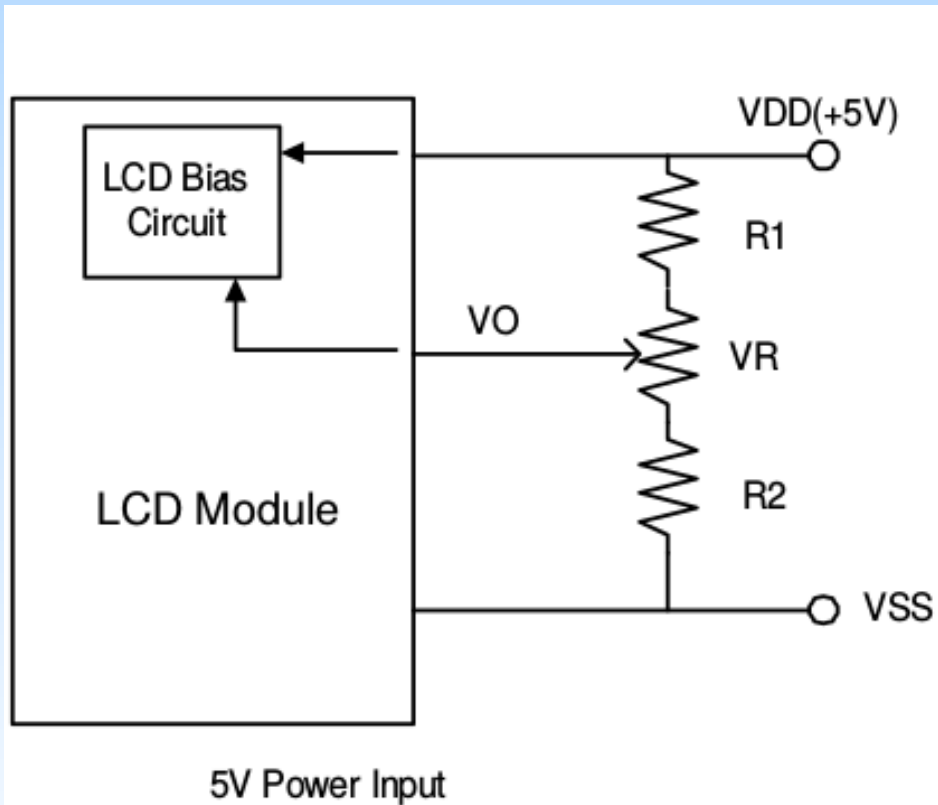 VDD(+5V)
LCD Bias
Circuit
R1
VO
VR
LCD Module
R2
VSS
5V Power Input